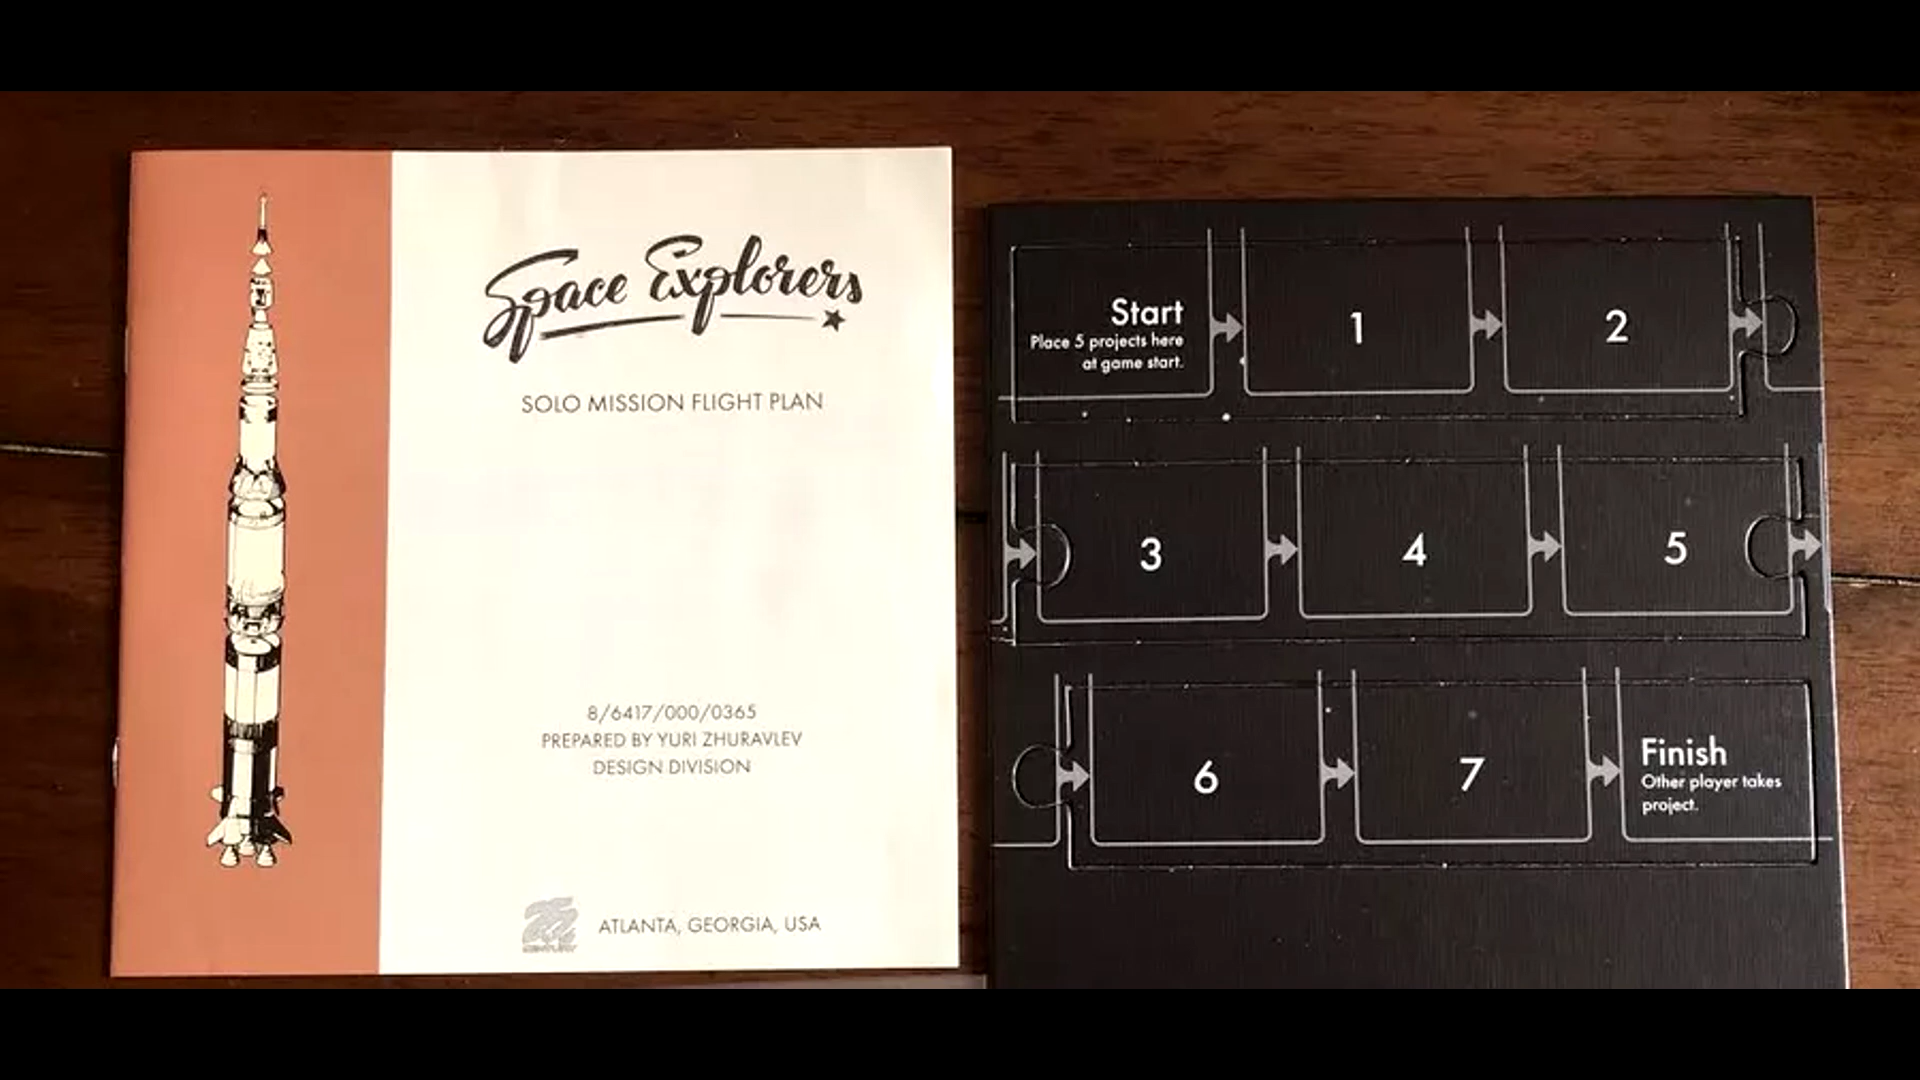 Space Explorers
SOLO MISSION FLIGHT PLAN
8/6417/000/0365
PREPARED BY YURI ZHURAVLEV
DESIGN DIVISION
ATLANTA, GEORGIA, USA
Start
Place 5 projects here
at game start.
1
2
3
4
5
6
7
Finish
Other player takes
project.